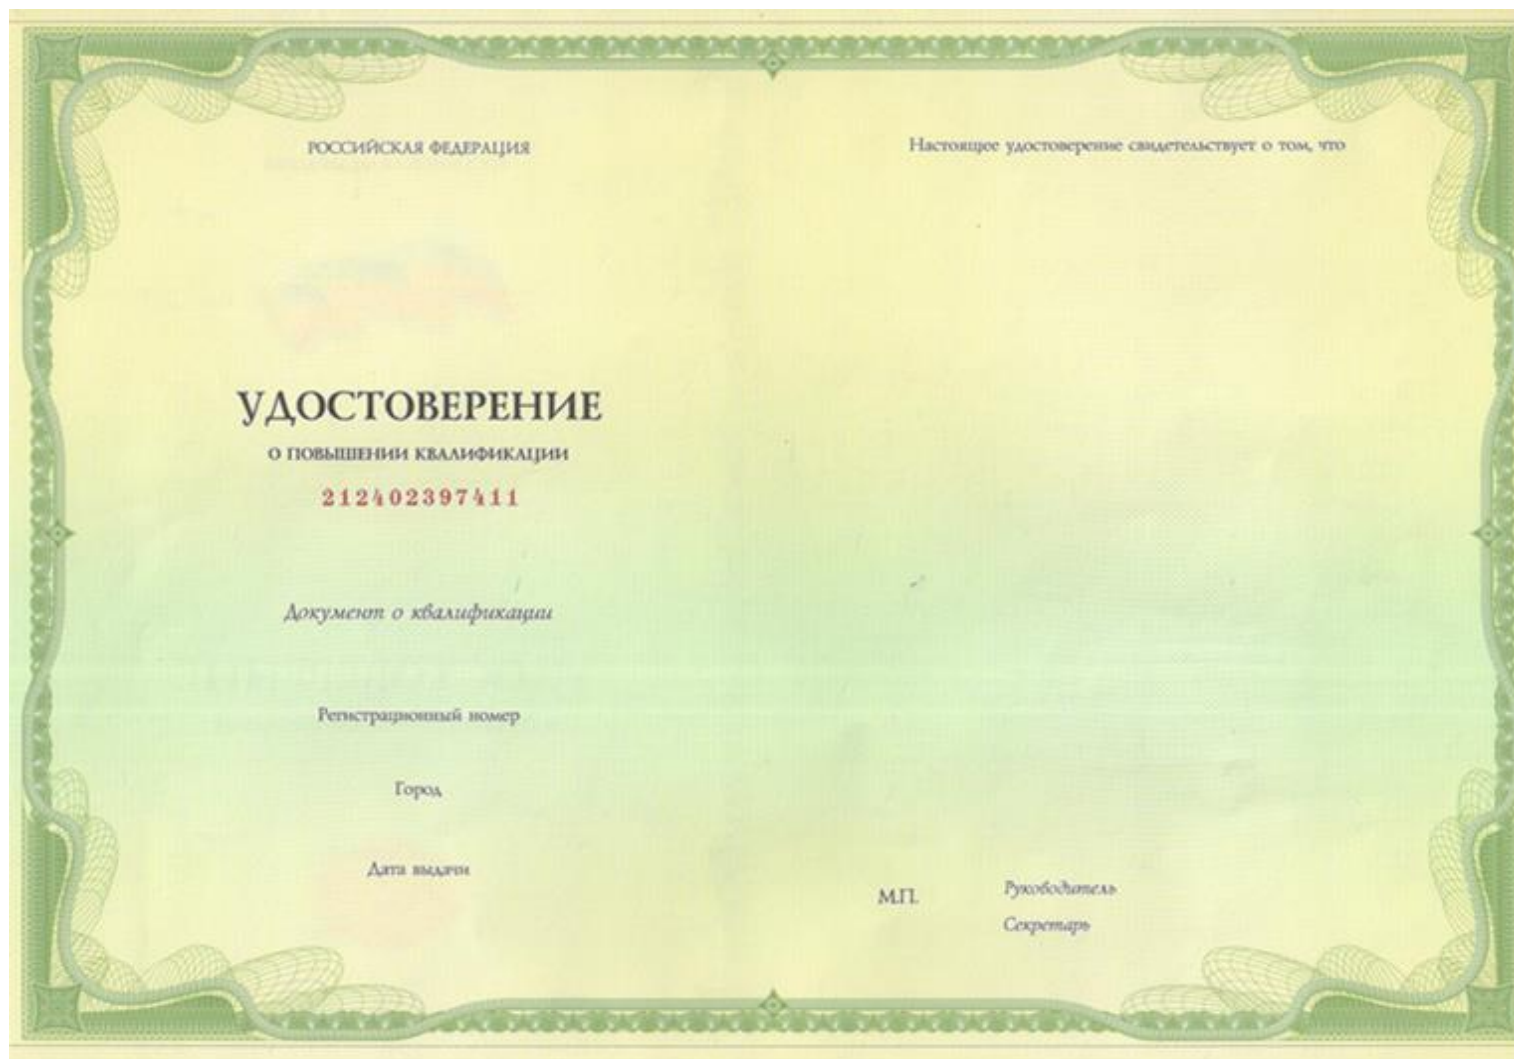 РОССИЙСКАЯ ФЕДЕРАЦИЯ
УДОСТОВЕРЕНИЕ
О ПОВЫШЕНИИ КВАЛИФИКАЦИИ
212402397411
Документ о квалификации
Регистрационный номер
Город
Дата выдачи
Настоящее удостоверение свидетельствует о том, что
М.П.
Руководитель
Секретарь